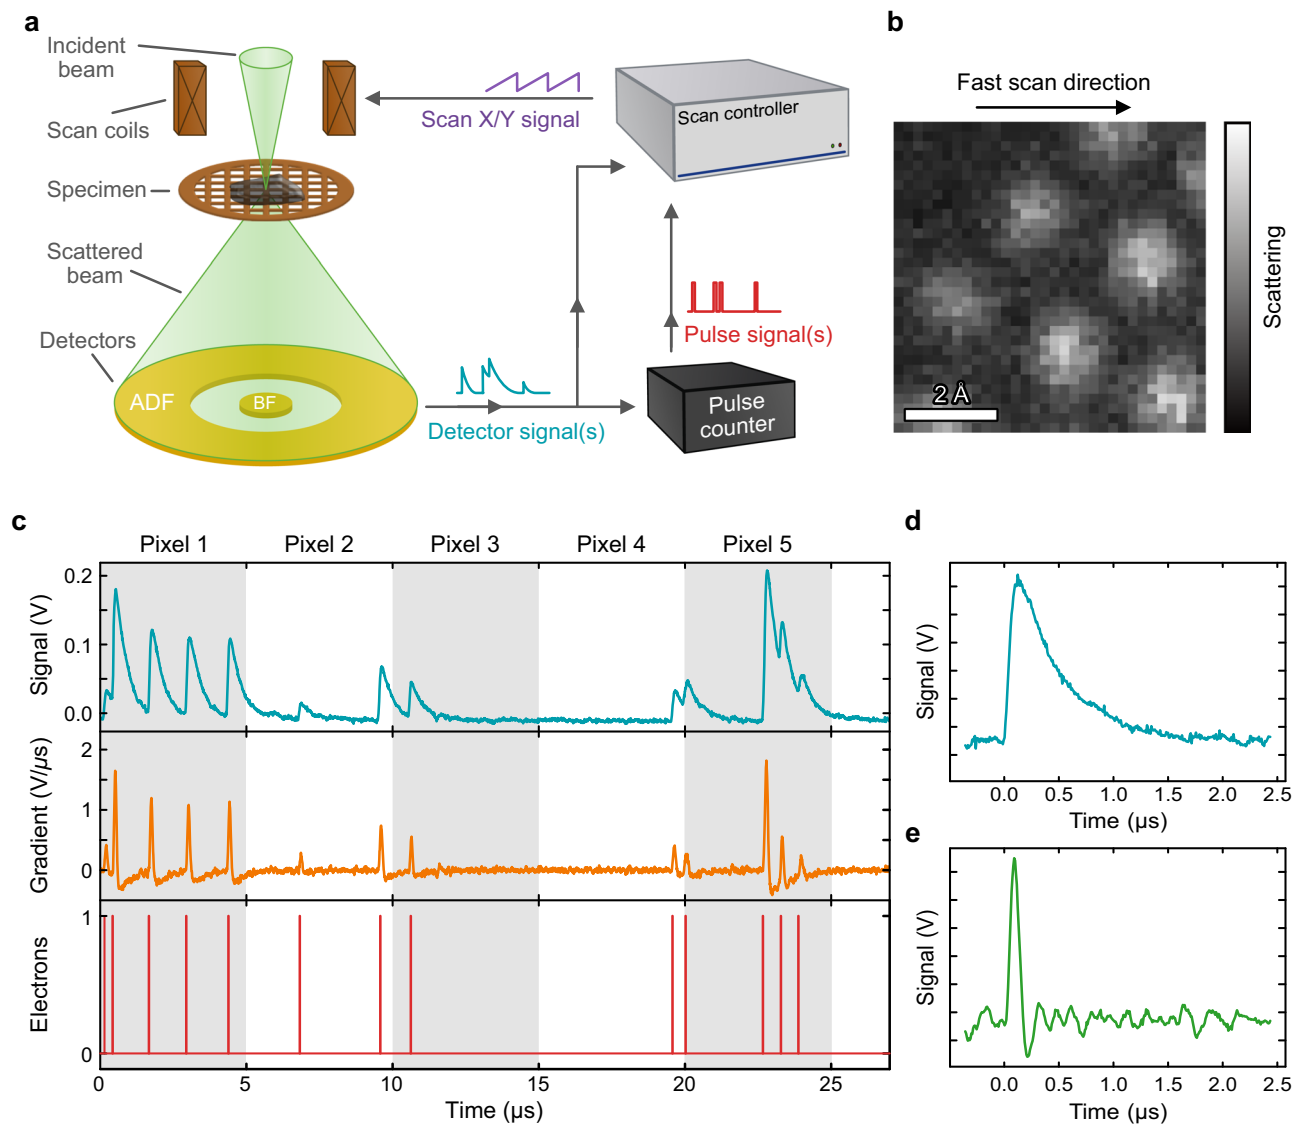 a
Incident
beam
Scan coils
Specimen
Scattered
beam
Detectors
ADF
BF
Scan X/Y signal
Scan controller
Pulse signal(s)
Detector signal(s)
Pulse
counter
b
Fast scan direction
2 Å
Scattering
c
Pixel 1 Pixel 2 Pixel 3 Pixel 4 Pixel 5
Signal (V)
0.2
0.1
0.0
Gradient (V/µs)
2
1
0
Electrons
1
0
0 5 10 15 20 25
Time (µs)
d
Signal (V)
0.0 0.5 1.0 1.5 2.0 2.5
Time (µs)
e
Signal (V)
0.0 0.5 1.0 1.5 2.0 2.5
Time (µs)